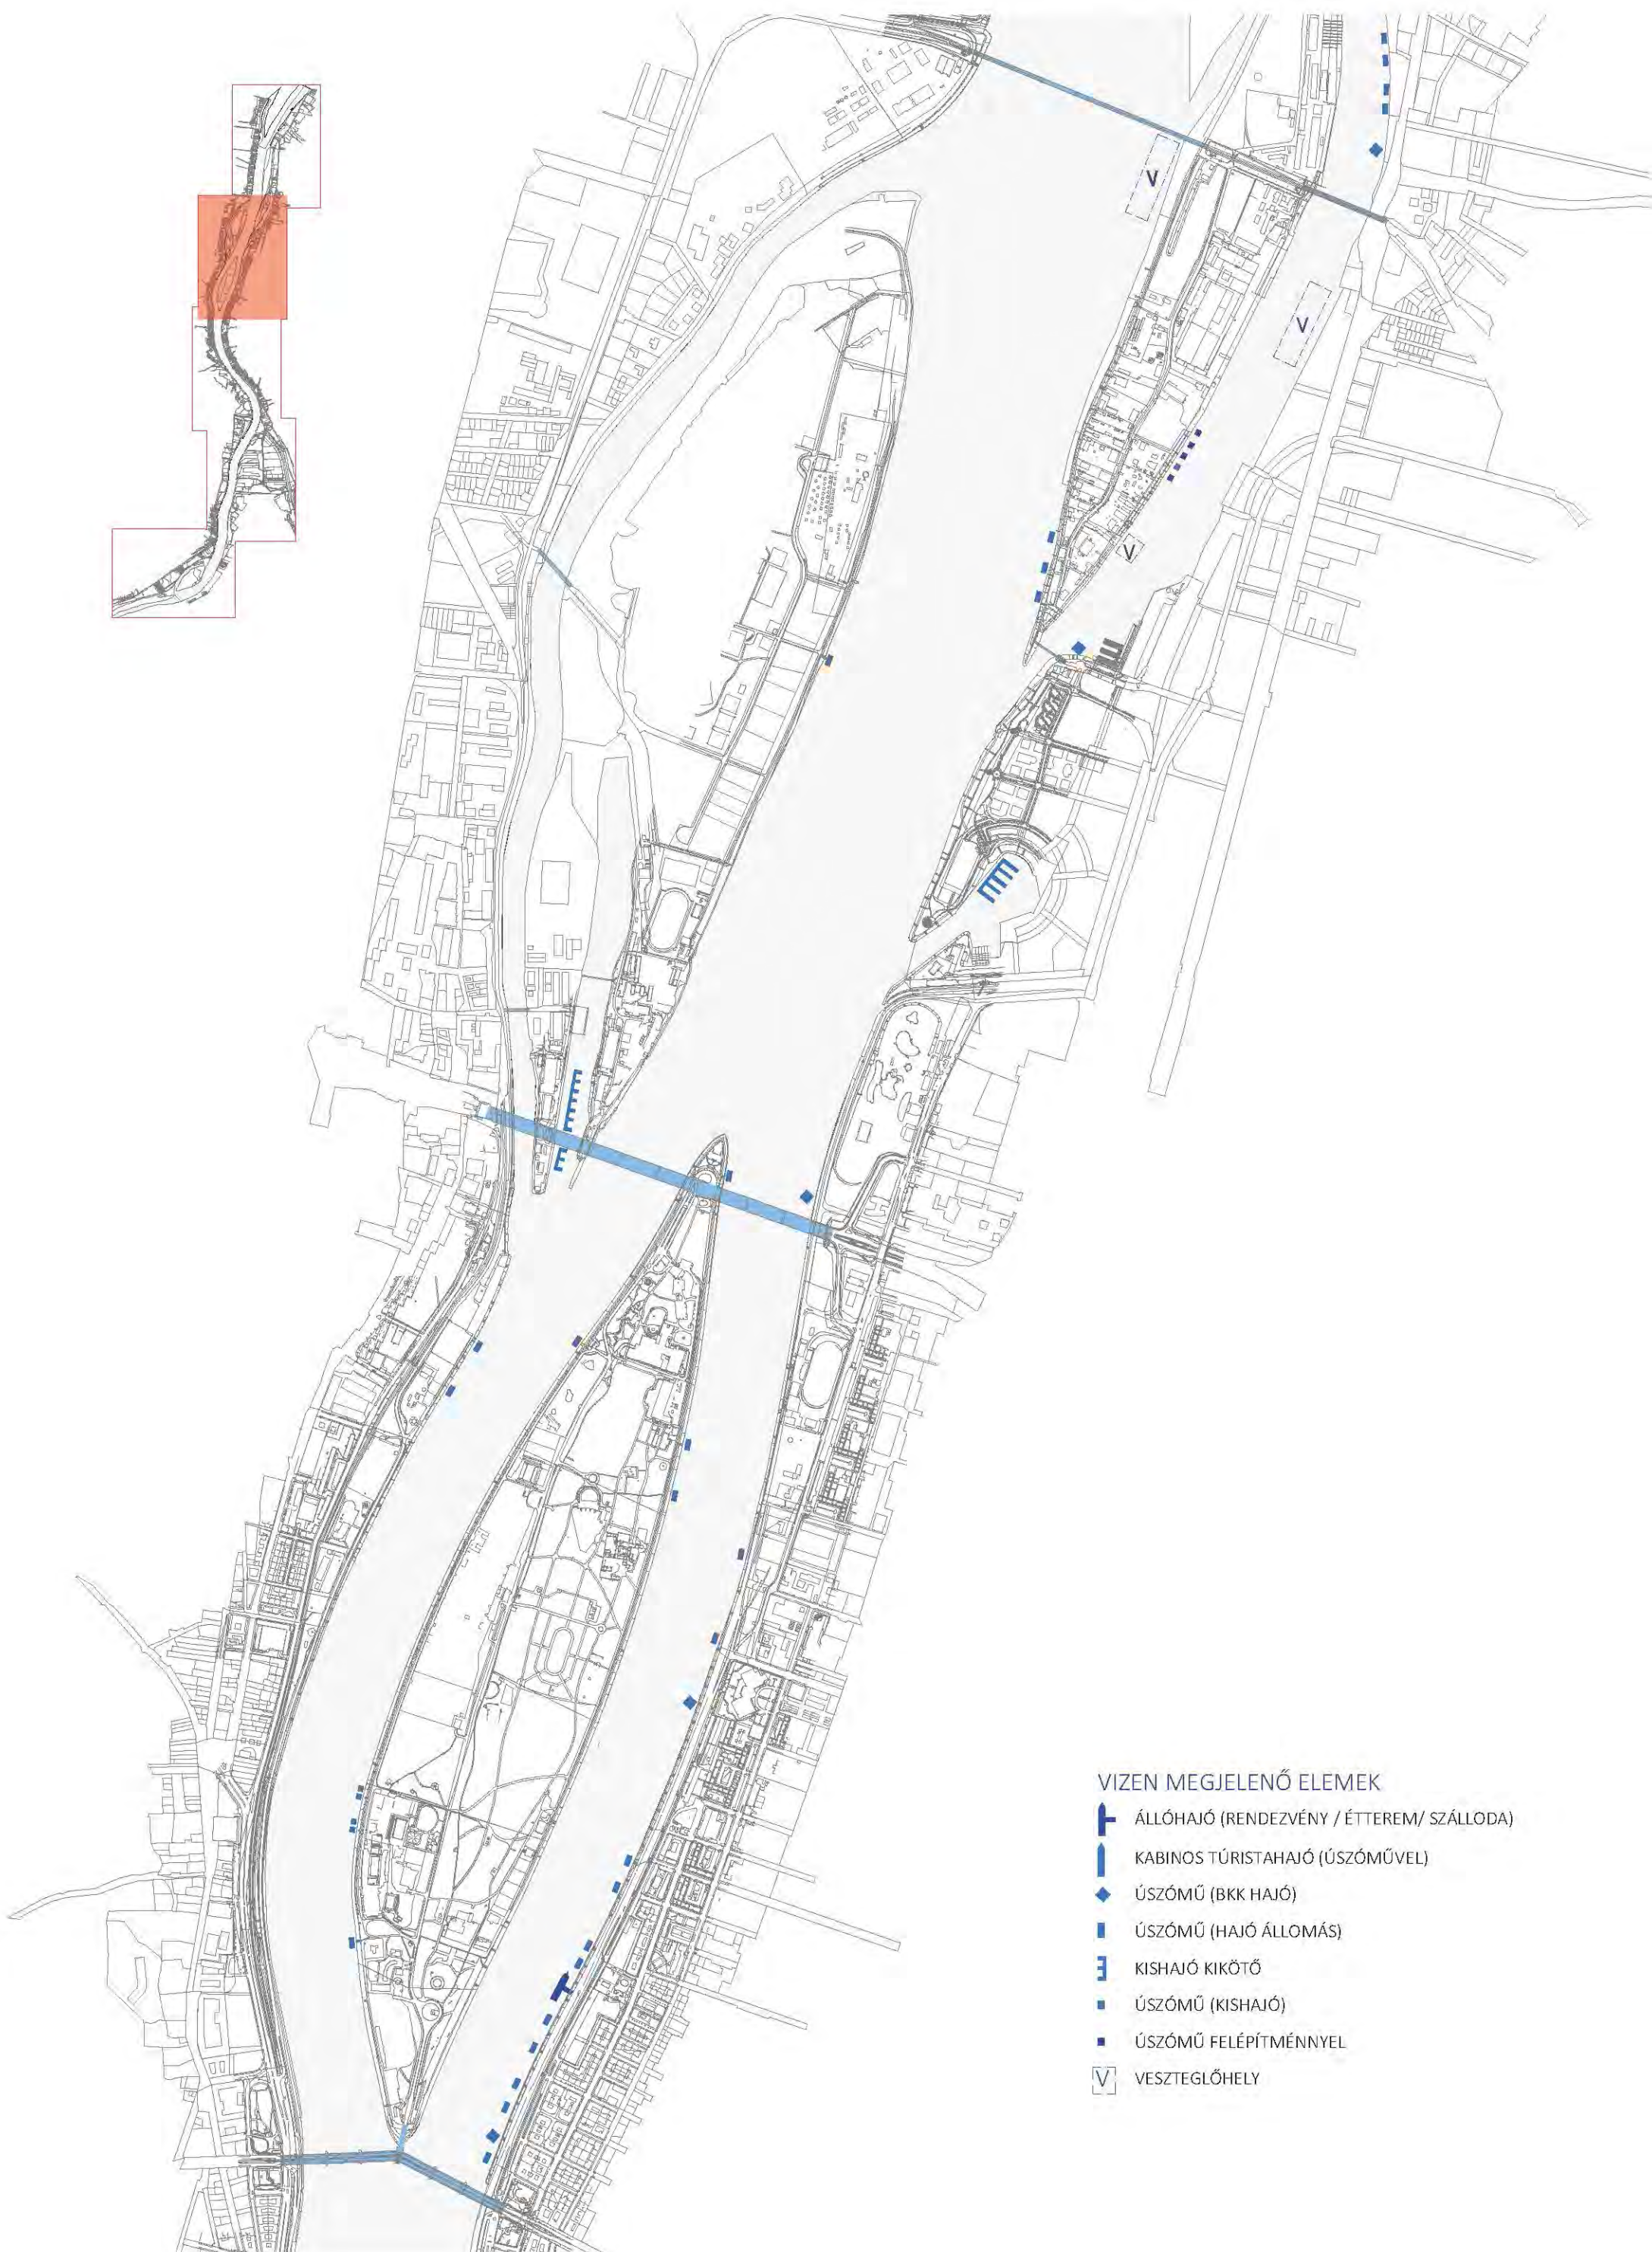 V
V
V
VIZEN MEGJELENŐ ELEMEK
ÁLLÓHAJÓ (RENDEZVÉNY / ÉTTEREM/ SZÁLLODA)
KABINOS TÚRISTAHAJÓ (ÚSZÓMŰVEL)
ÚSZÓMŰ (BKK HAJÓ)
ÚSZÓMŰ (HAJÓ ÁLLOMÁS)
KISHAJÓ KIKÖTŐ
ÚSZÓMŰ (KISHAJÓ)
ÚSZÓMŰ FELÉPÍTMÉNNYEL
V VESZTEGLŐHELY